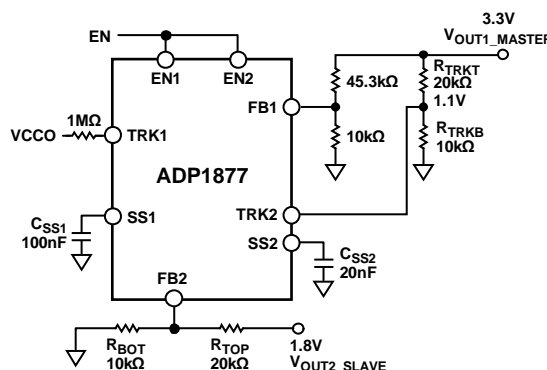 EN
EN1
EN2
3.3V
VOUT1_MASTER
45.3kΩ
RTRKT
20kΩ
1.1V
FB1
10kΩ
RTRKB
10kΩ
VCCO
1MΩ
TRK1
ADP1877
TRK2
SS1
CSS1
100nF
SS2
CSS2
20nF
FB2
RBOT
10kΩ
RTOP
20kΩ
1.8V
VOUT2_SLAVE